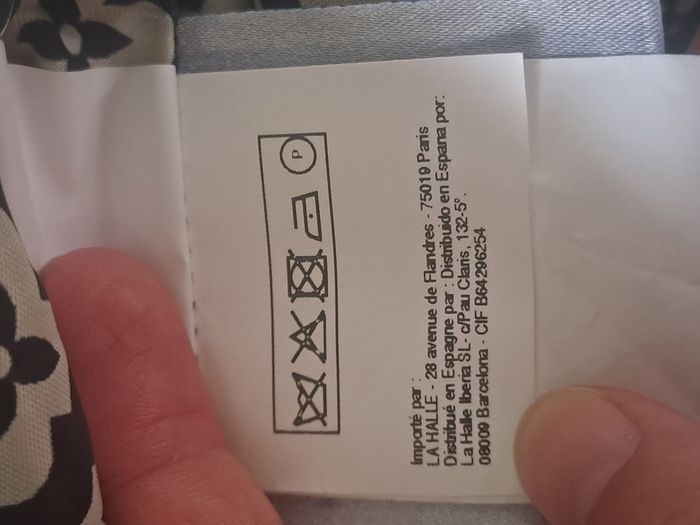 P
Importé par :
LA HALLE - 28 avenue de Flandres - 75019 Paris
Distribué en Espagne par : Distribuido en Espana por:
La Halle Iberia SL- c/Pau Claris, 132-5º.
08009 Barcelona - CIF B64296254